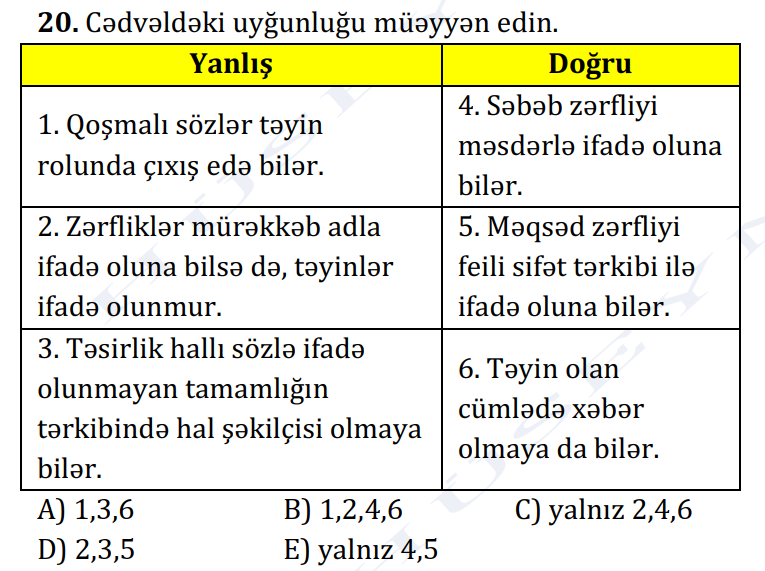 20. Cədvəldəki uyğunluğu müəyyən edin.
Yanlış
Doğru
1. Qoşmalı sözlər təyin
rolunda çıxış edə bilər.
4. Səbəb zərfliyi
məsdərlə ifadə oluna
bilər.
2. Zərfliklər mürəkkəb adla
ifadə oluna bilsə də, təyinlər
ifadə olunmur.
5. Məqsəd zərfliyi
feili sifət tərkibi ilə
ifadə oluna bilər.
3. Təsirlik hallı sözlə ifadə
olunmayan tamamlığın
tərkibində hal şəkilçisi olmaya
bilər.
6. Təyin olan
cümlədə xəbər
olmaya da bilər.
A) 1,3,6 B) 1,2,4,6 C) yalnız 2,4,6
D) 2,3,5 E) yalnız 4,5